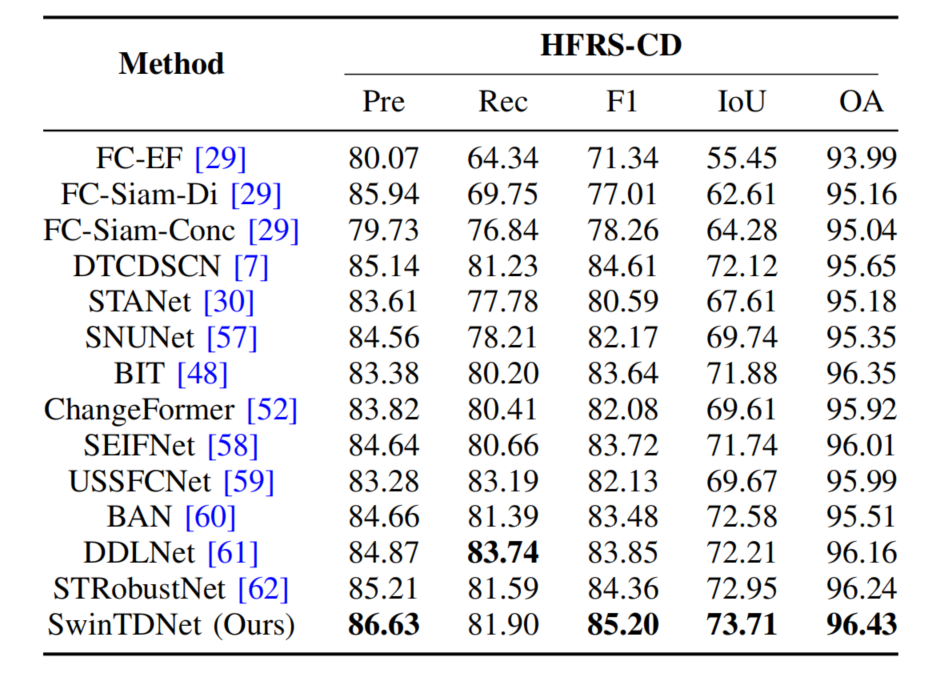 Method HFRS-CD
Pre Rec F1 IoU OA
FC-EF [29] 80.07 64.34 71.34 55.45 93.99
FC-Siam-Di [29] 85.94 69.75 77.01 62.61 95.16
FC-Siam-Conc [29] 79.73 76.84 78.26 64.28 95.04
DTCDSCN [7] 85.14 81.23 84.61 72.12 95.65
STANet [30] 83.61 77.78 80.59 67.61 95.18
SNUNet [57] 84.56 78.21 82.17 69.74 95.35
BIT [48] 83.38 80.20 83.64 71.88 96.35
ChangeFormer [52] 83.82 80.41 82.08 69.61 95.92
SEIFNet [58] 84.64 80.66 83.72 71.74 96.01
USSFCNet [59] 83.28 83.19 82.13 69.67 95.99
BAN [60] 84.66 81.39 83.48 72.58 95.51
DDLNet [61] 84.87 83.74 83.85 72.21 96.16
STRobustNet [62] 85.21 81.59 84.36 72.95 96.24
SwinTDNet (Ours) 86.63 81.90 85.20 73.71 96.43